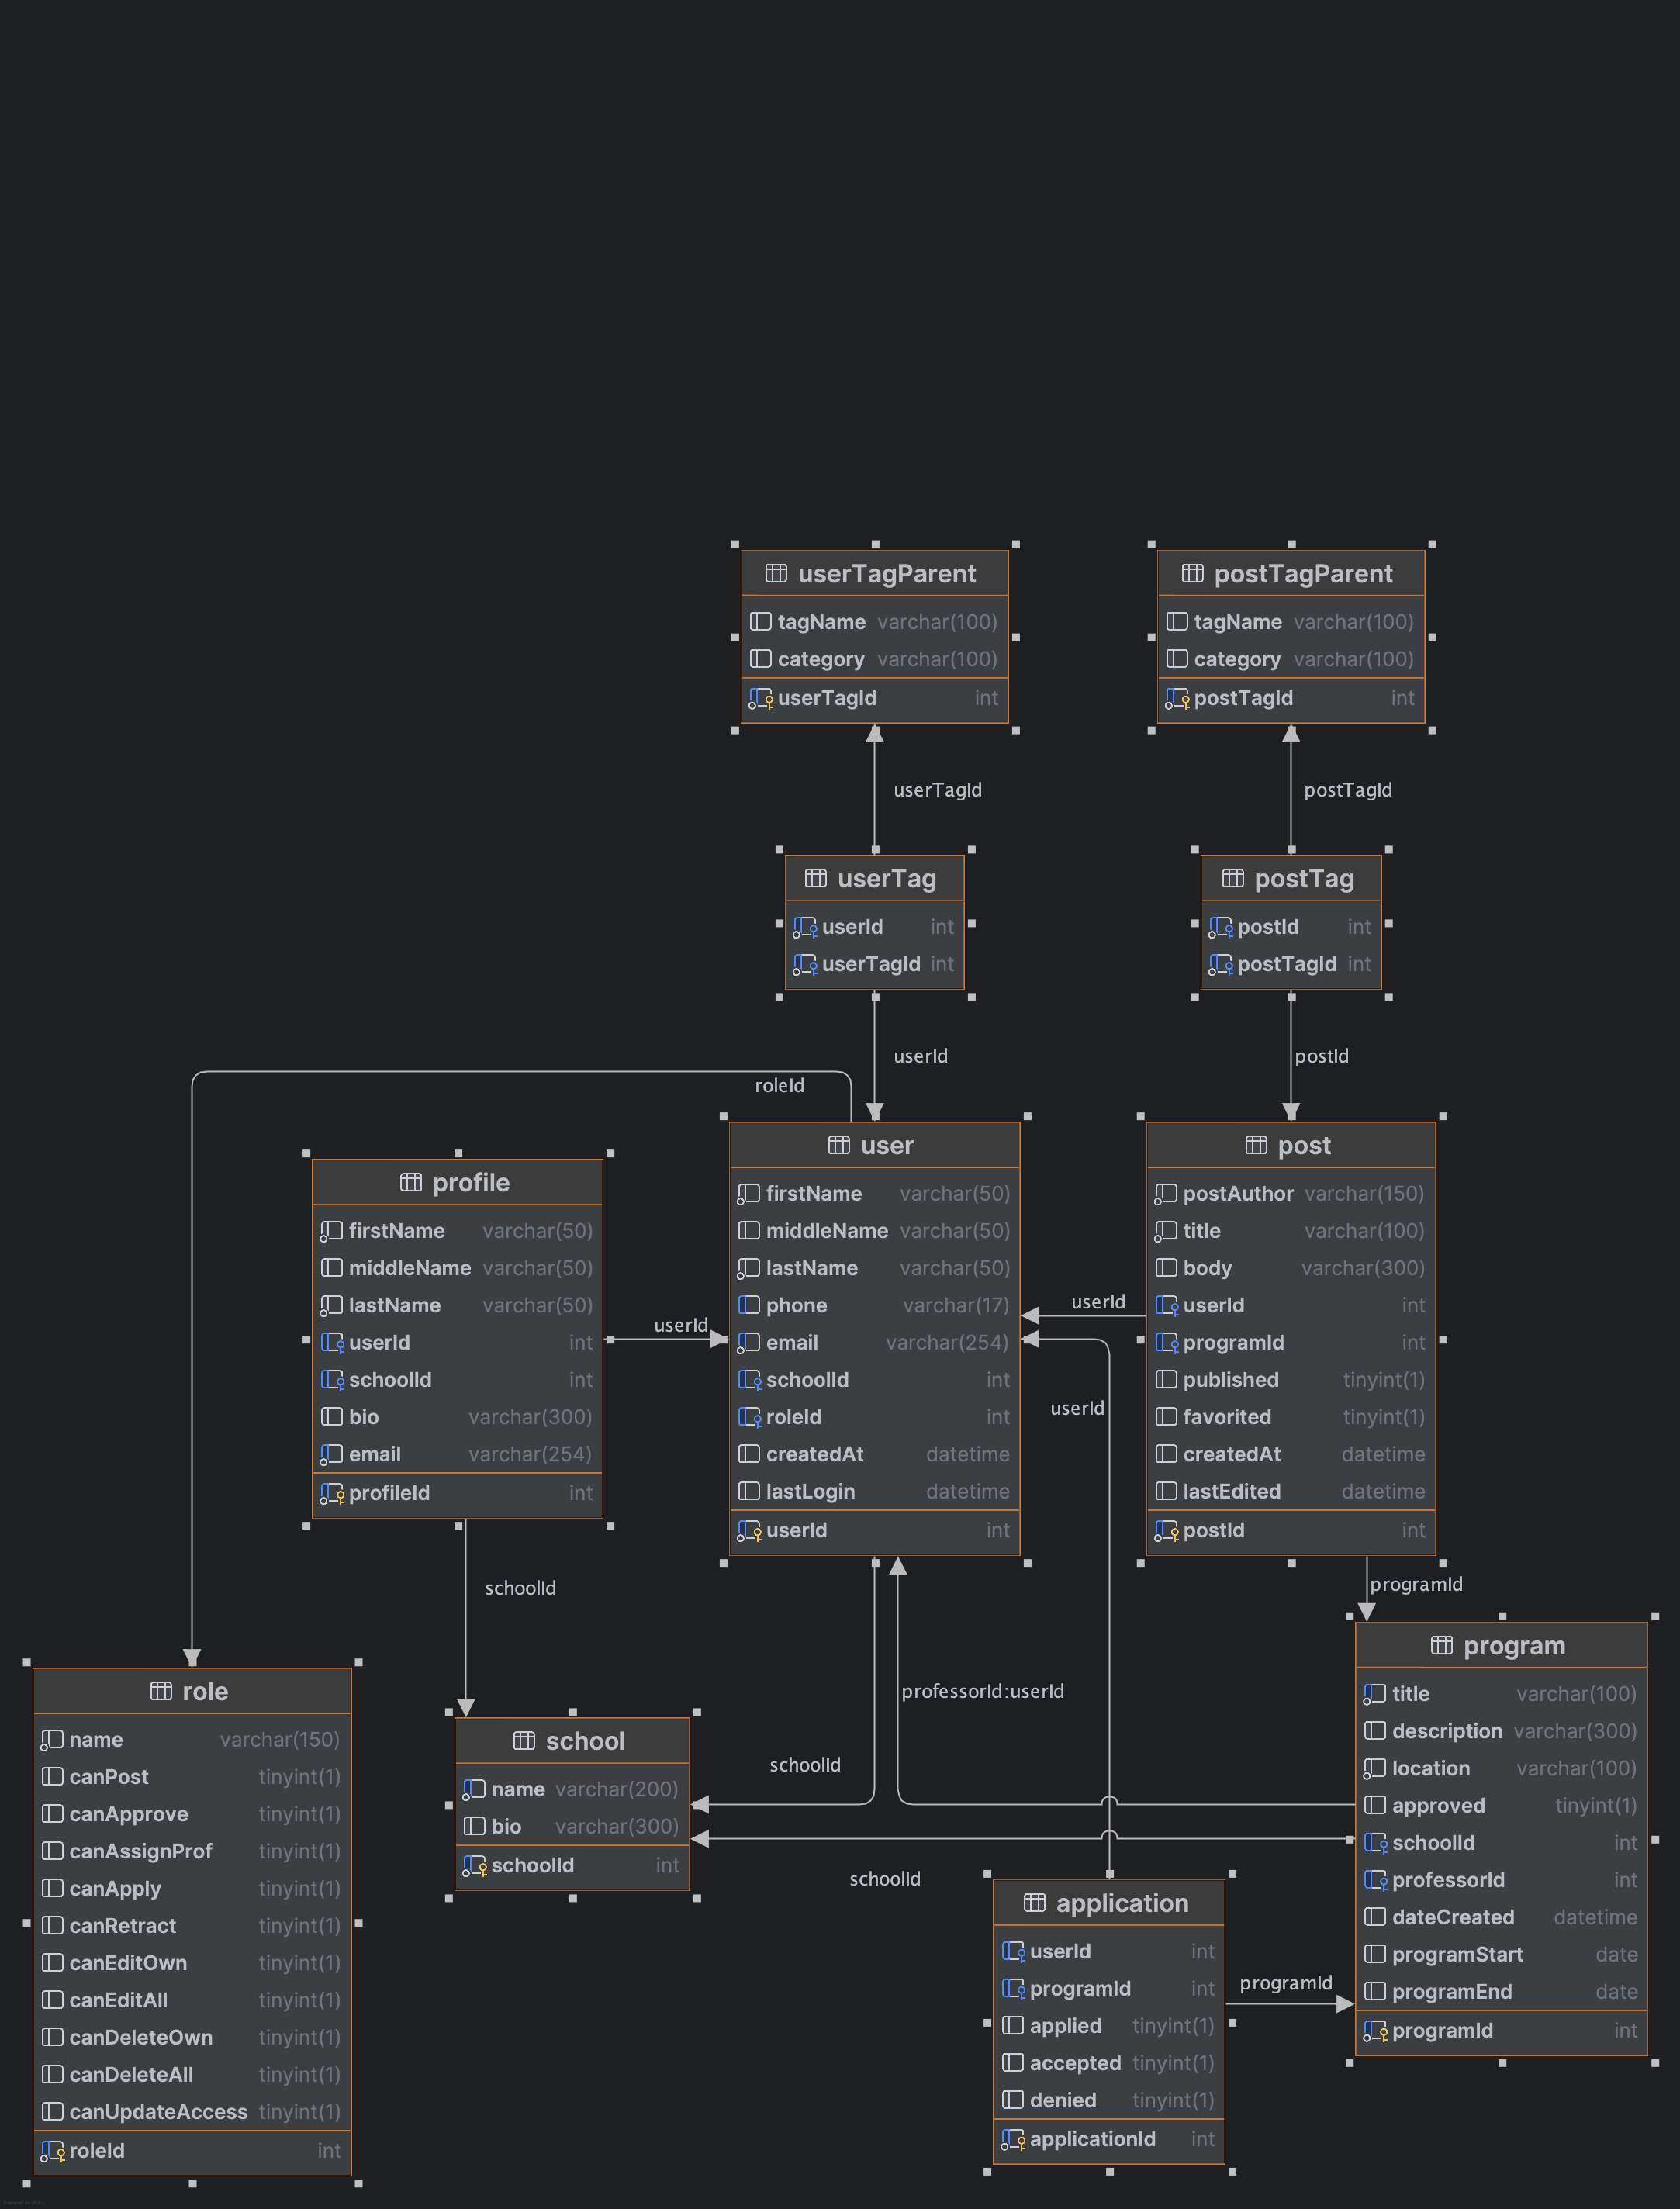 userTagParent
tagName varchar(100)
category varchar(100)
userTagId int
postTagParent
tagName varchar(100)
category varchar(100)
postTagId int
userTagId
postTagId
userTag
userId int
userTagId int
postTag
postId int
postTagId int
userId
postId
roleId
profile
firstName varchar(50)
middleName varchar(50)
lastName varchar(50)
userId int
schoolId int
bio varchar(300)
email varchar(254)
profileId int
userId
user
firstName varchar(50)
middleName varchar(50)
lastName varchar(50)
phone varchar(17)
email varchar(254)
schoolId int
roleId int
createdAt datetime
lastLogin datetime
userId int
userId
userId
post
postAuthor varchar(150)
title varchar(100)
body varchar(300)
userId int
programId int
published tinyint(1)
favorited tinyint(1)
createdAt datetime
lastEdited datetime
postId int
schoolId
programId
role
name varchar(150)
canPost tinyint(1)
canApprove tinyint(1)
canAssignProf tinyint(1)
canApply tinyint(1)
canRetract tinyint(1)
canEditOwn tinyint(1)
canEditAll tinyint(1)
canDeleteOwn tinyint(1)
canDeleteAll tinyint(1)
canUpdateAccess tinyint(1)
roleId int
school
name varchar(200)
bio varchar(300)
schoolId int
professorId:userId
schoolId
schoolId
program
title varchar(100)
description varchar(300)
location varchar(100)
approved tinyint(1)
schoolId int
professorId int
dateCreated datetime
programStart date
programEnd date
programId int
application
userId int
programId int
applied tinyint(1)
accepted tinyint(1)
denied tinyint(1)
applicationId int
programId